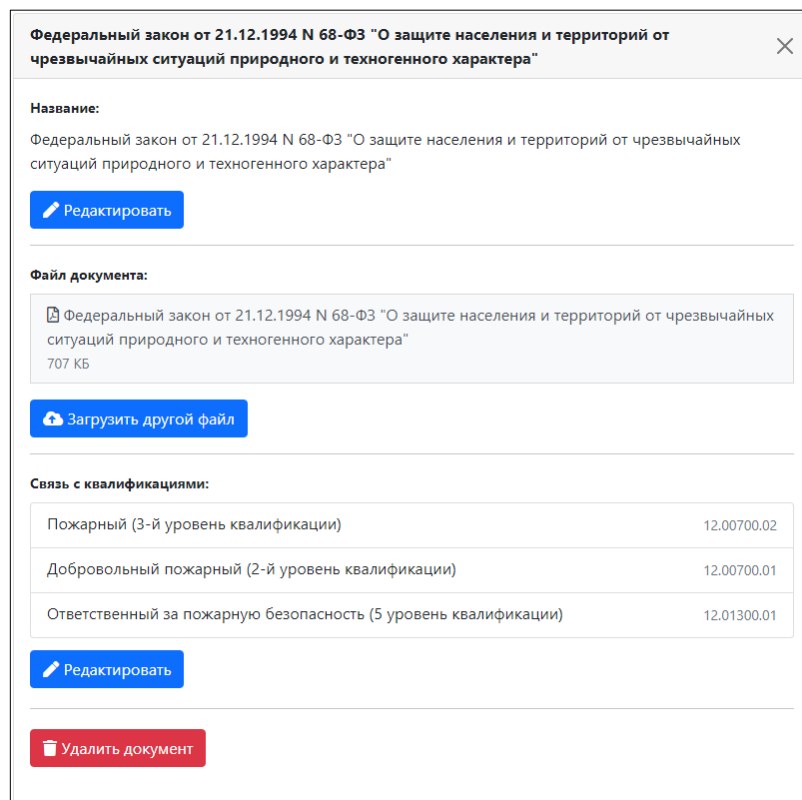 Федеральный закон от 21.12.1994 N 68-ФЗ "О защите населения и территорий от
чрезвычайных ситуаций природного и техногенного характера"
Название:
Федеральный закон от 21.12.1994 N 68-ФЗ "О защите населения и территорий от чрезвычайных
ситуаций природного и техногенного характера"
Редактировать
Файл документа:
Федеральный закон от 21.12.1994 N 68-ФЗ "О защите населения и территорий от чрезвычайных
ситуаций природного и техногенного характера"
707 КБ
Загрузить другой файл
Связь с квалификациями:
Пожарный (3-й уровень квалификации) 12.00700.02
Добровольный пожарный (2-й уровень квалификации) 12.00700.01
Ответственный за пожарную безопасность (5 уровень квалификации) 12.01300.01
Редактировать
Удалить документ